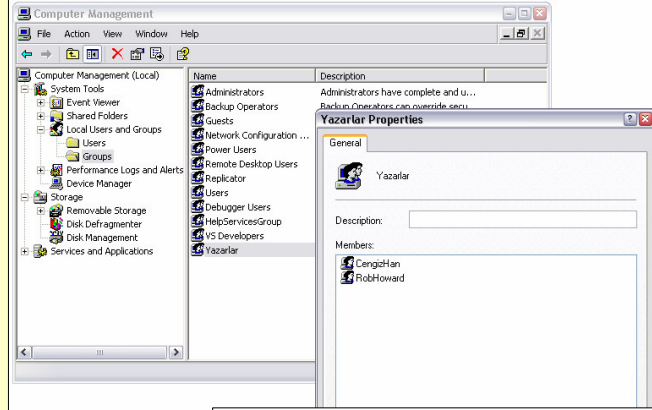 Computer Management
File Action View Window Help
Computer Management (Local)
System Tools
Event Viewer
Shared Folders
Local Users and Groups
Users
Groups
Performance Logs and Alerts
Device Manager
Storage
Removable Storage
Disk Defragmenter
Disk Management
Services and Applications
Name Description
Administrators Administrators have complete and u...
Backup Operators Backup Operators can override secu
Guests
Network Configuration ...
Power Users
Remote Desktop Users
Replicator
Users
Debugger Users
HelpServicesGroup
VS Developers
Yazarlar
Yazarlar Properties
General
Yazarlar
Description:
Members:
CengizHan
RobHoward